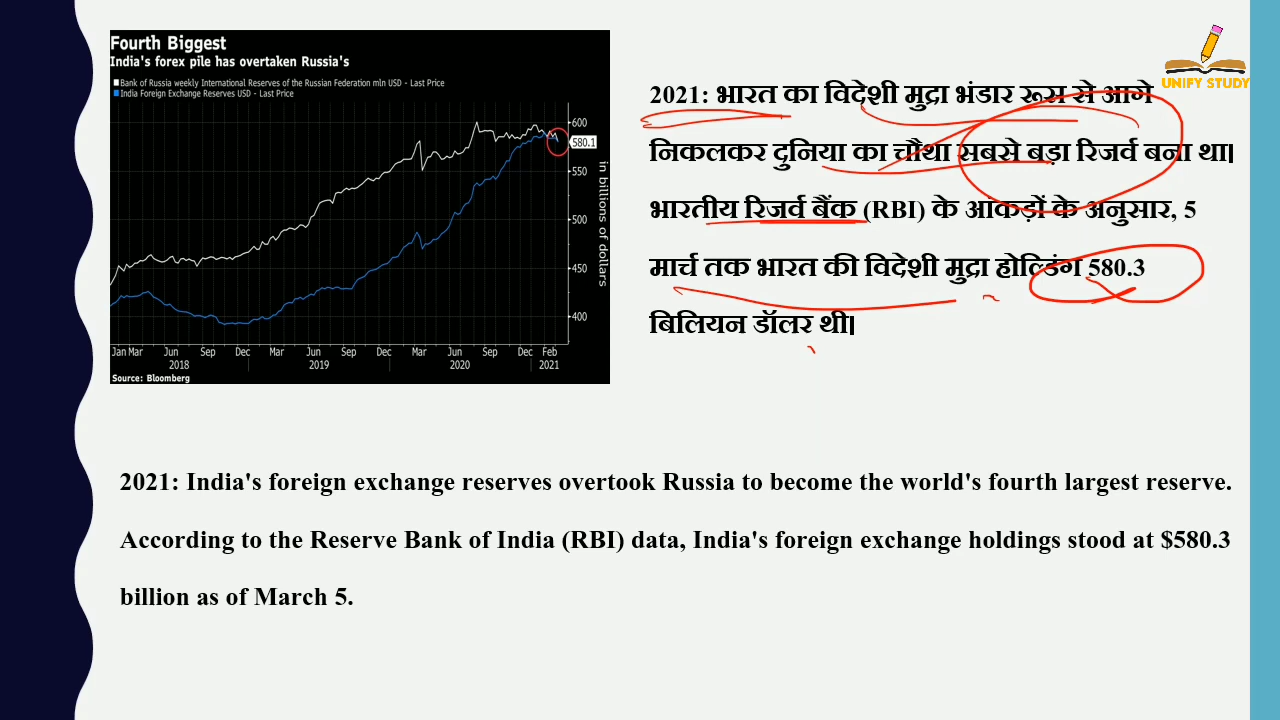 Fourth Biggest
India's forex pile has overtaken Russia's
Bank of Russia weekly International Reserves of the Russian Federation mln USD - Last Price
India Foreign Exchange Reserves USD - Last Price
600
580.1
550
500
450
400
in billions of dollars
Jan Mar Jun Sep Dec Mar Jun Sep Dec Mar Jun Sep Dec Feb
2018 2019 2020 2021
Source: Bloomberg
UNIFY STUDY
2021: भारत का विदेशी मुद्रा भंडार रूस से आगे
निकलकर दुनिया का चौथा सबसे बड़ा रिजर्व बना था।
भारतीय रिजर्व बैंक (RBI) के आंकड़ों के अनुसार, 5
मार्च तक भारत की विदेशी मुद्रा होल्डिंग 580.3
बिलियन डॉलर थी।
2021: India's foreign exchange reserves overtook Russia to become the world's fourth largest reserve.
According to the Reserve Bank of India (RBI) data, India's foreign exchange holdings stood at $580.3
billion as of March 5.